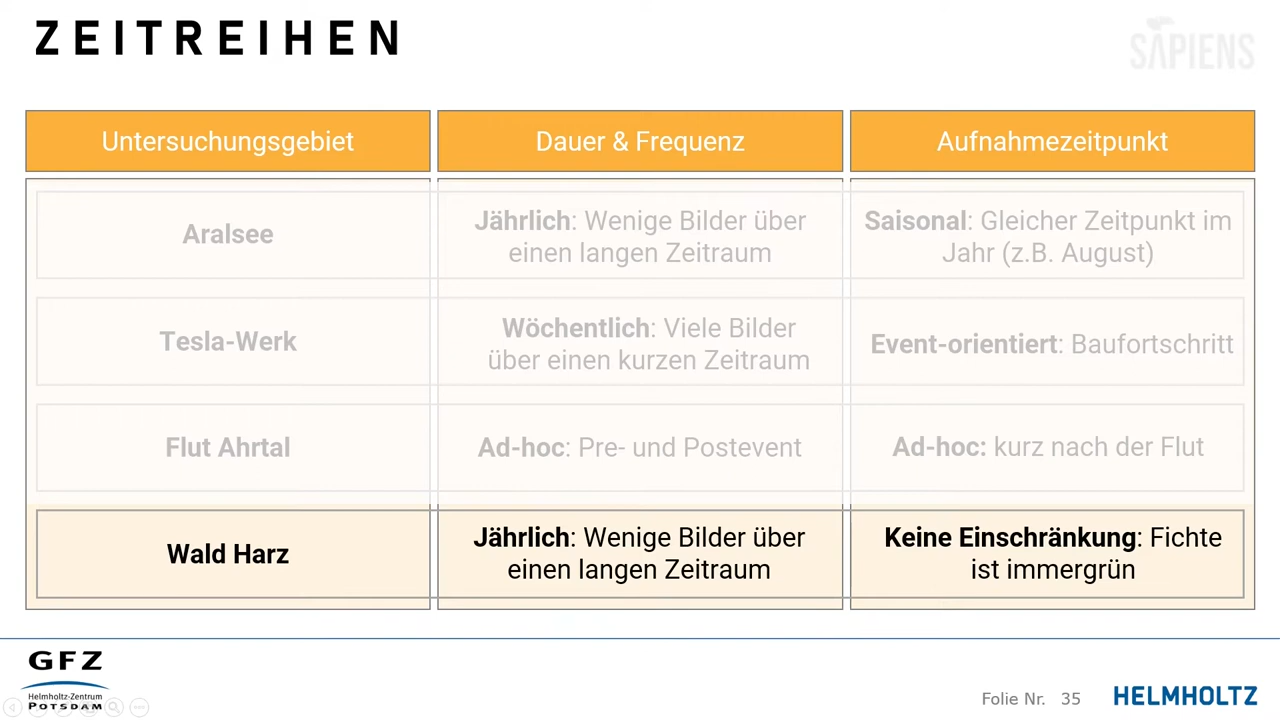 ZEITREIHEN
SAPIENS
Untersuchungsgebiet
Dauer & Frequenz
Aufnahmezeitpunkt
Aralsee
Jährlich: Wenige Bilder über
einen langen Zeitraum
Saisonal: Gleicher Zeitpunkt im
Jahr (z.B. August)
Tesla-Werk
Wöchentlich: Viele Bilder
über einen kurzen Zeitraum
Event-orientiert: Baufortschritt
Flut Ahrtal
Ad-hoc: Pre- und Postevent
Ad-hoc: kurz nach der Flut
Wald Harz
Jährlich: Wenige Bilder über
einen langen Zeitraum
Keine Einschränkung: Fichte
ist immergrün
GFZ
Helmholtz-Zentrum
POTSDAM
Folie Nr. 35
HELMHOLTZ